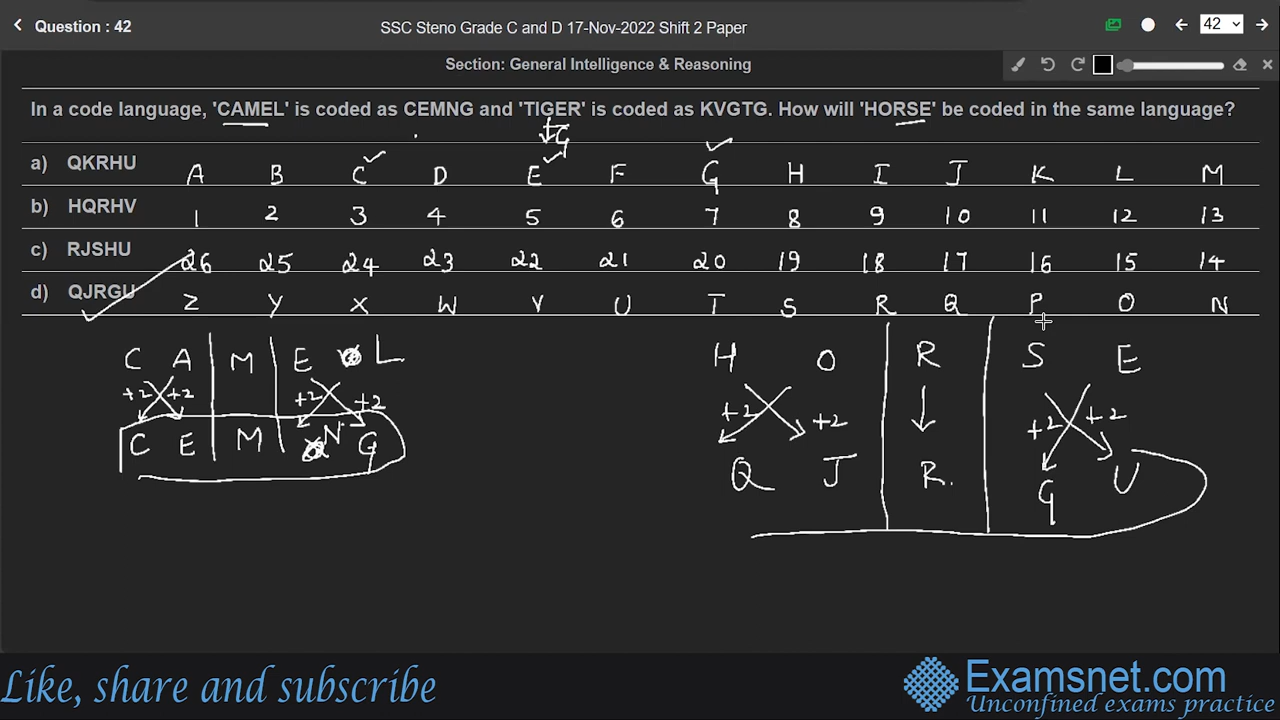 Question : 42
SSC Steno Grade C and D 17-Nov-2022 Shift 2 Paper
42
Section: General Intelligence & Reasoning
In a code language, 'CAMEL' is coded as CEMNG and 'TIGER' is coded as KVGTG. How will 'HORSE' be coded in the same language?
+G
a) QKRHU
A B C D E F G H I J K L M
b) HQRHV
1 2 3 4 5 6 7 8 9 10 11 12 13
c) RJSHU
26 25 24 23 22 21 20 19 18 17 16 15 14
d) QJRGU
Z Y X W V U T S R Q P O N
C A M E L
+2 +2 +2 +2
C E M N G
H O R S E
+2 +2 +2 +2
Q J R. G U
Like, share and subscribe
Examsnet.com
Unconfined exams practice